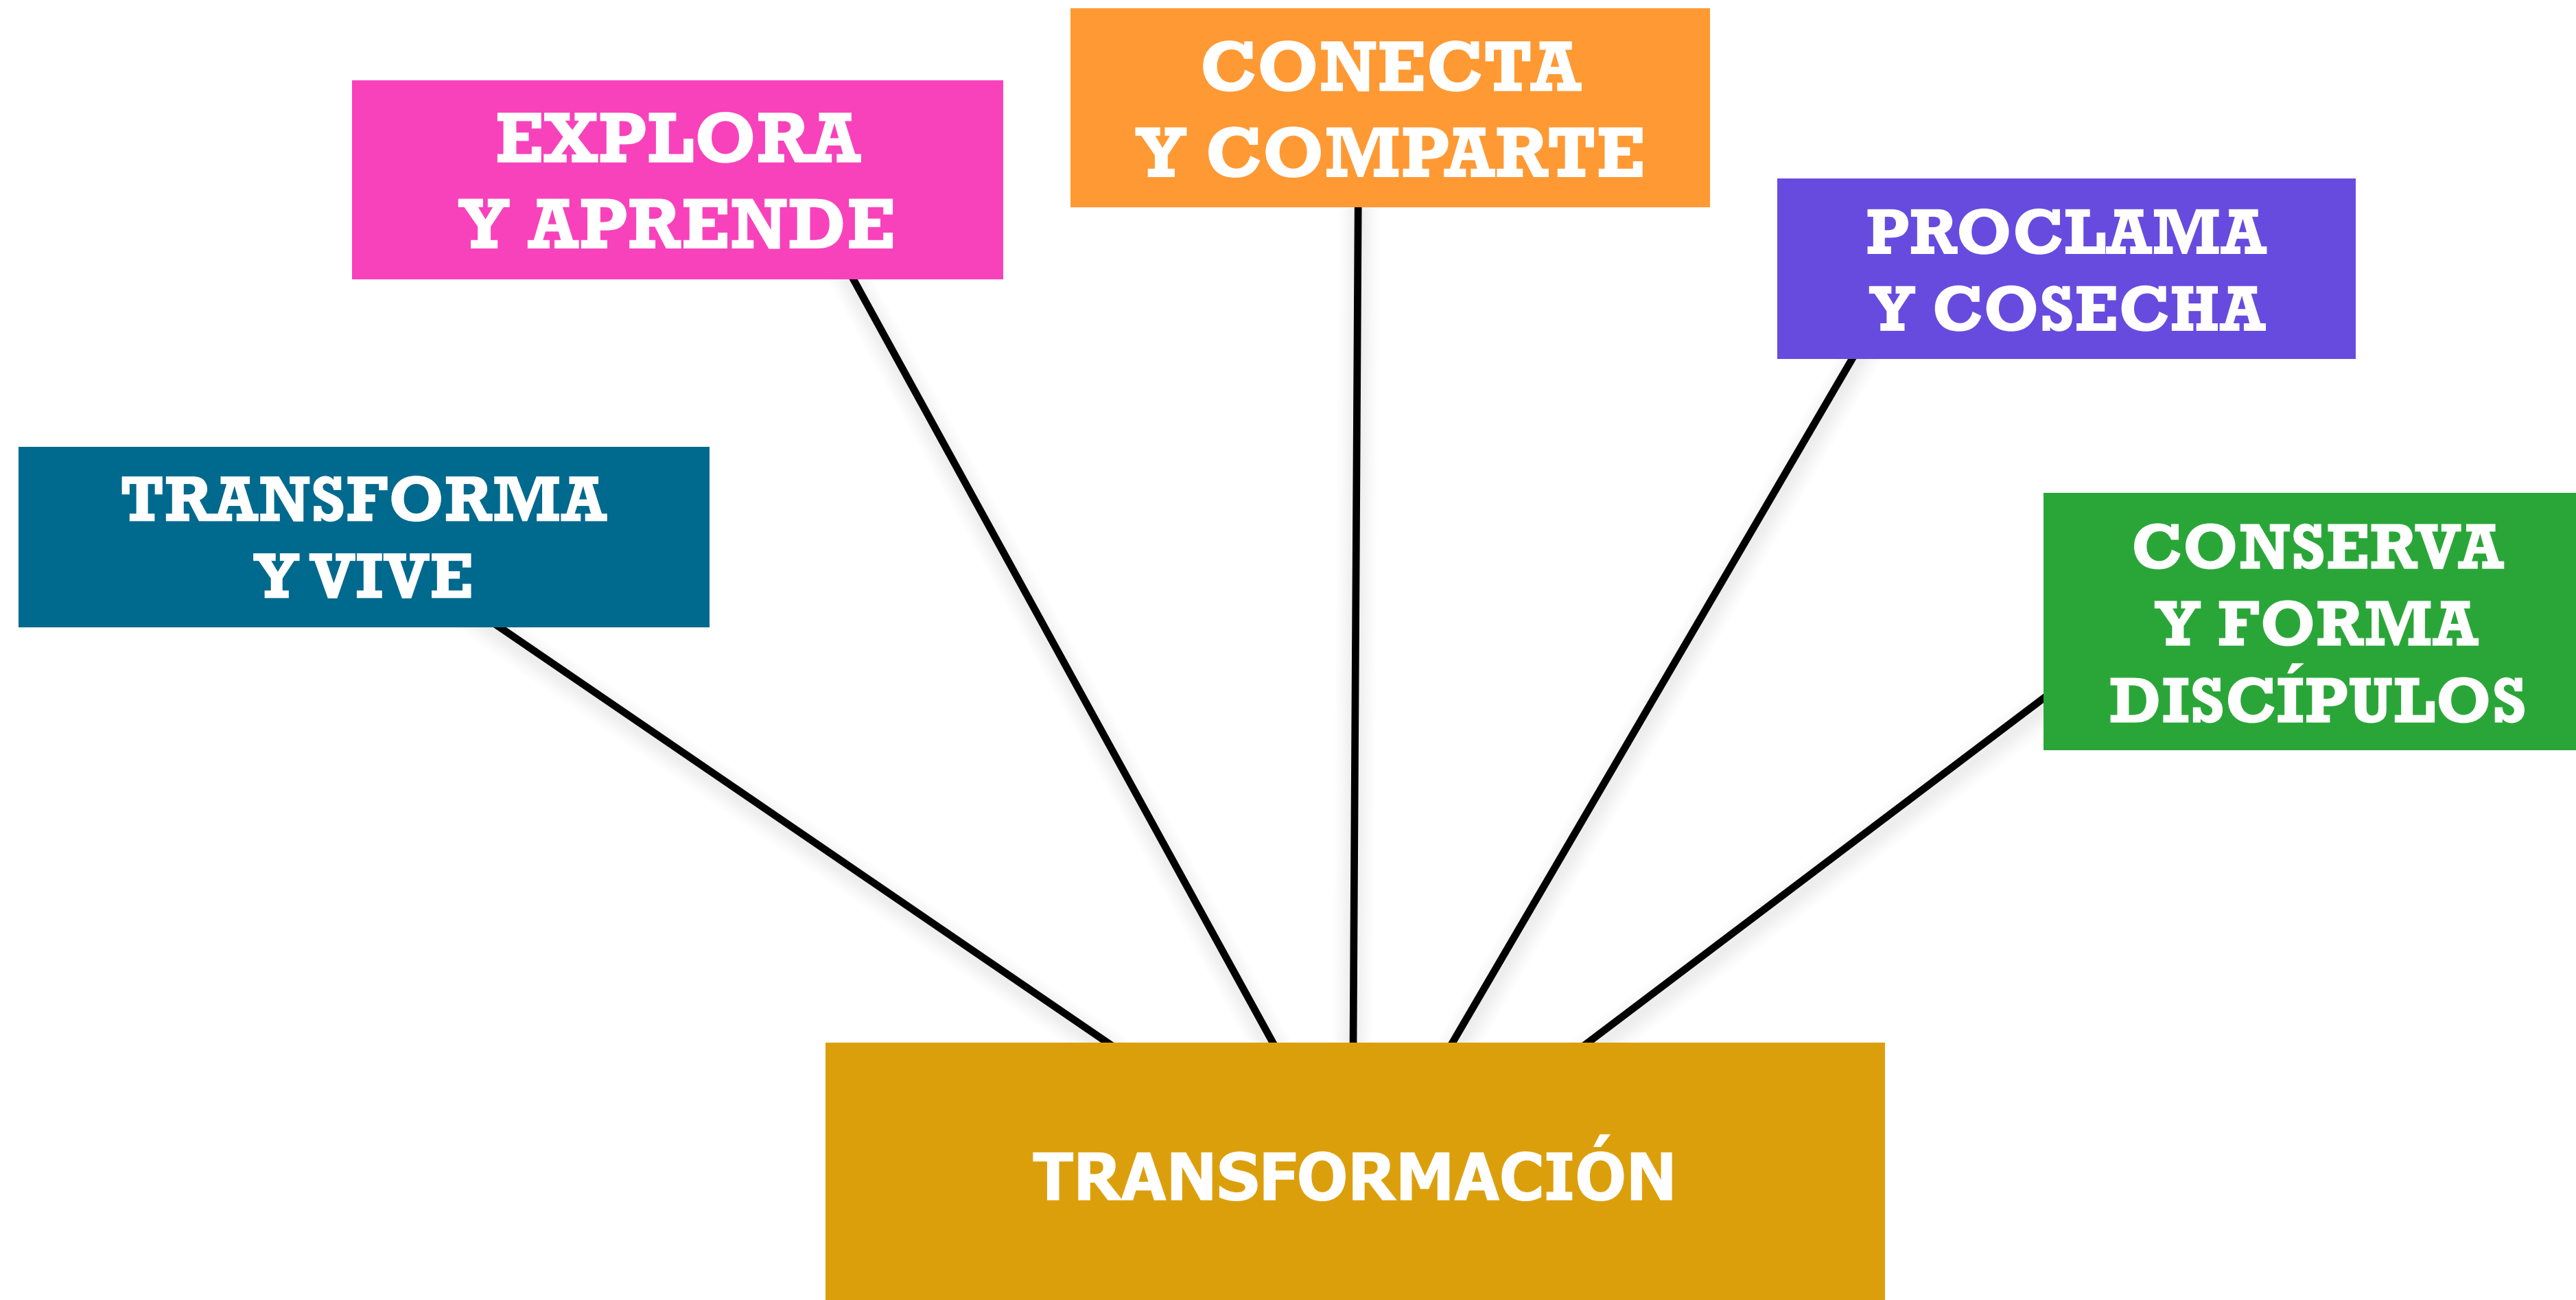 CONECTA
Y COMPARTE
EXPLORA
Y APRENDE
PROCLAMA
Y COSECHA
TRANSFORMA
Y VIVE
CONSERVA
Y FORMA
DISCÍPULOS
TRANSFORMACIÓN